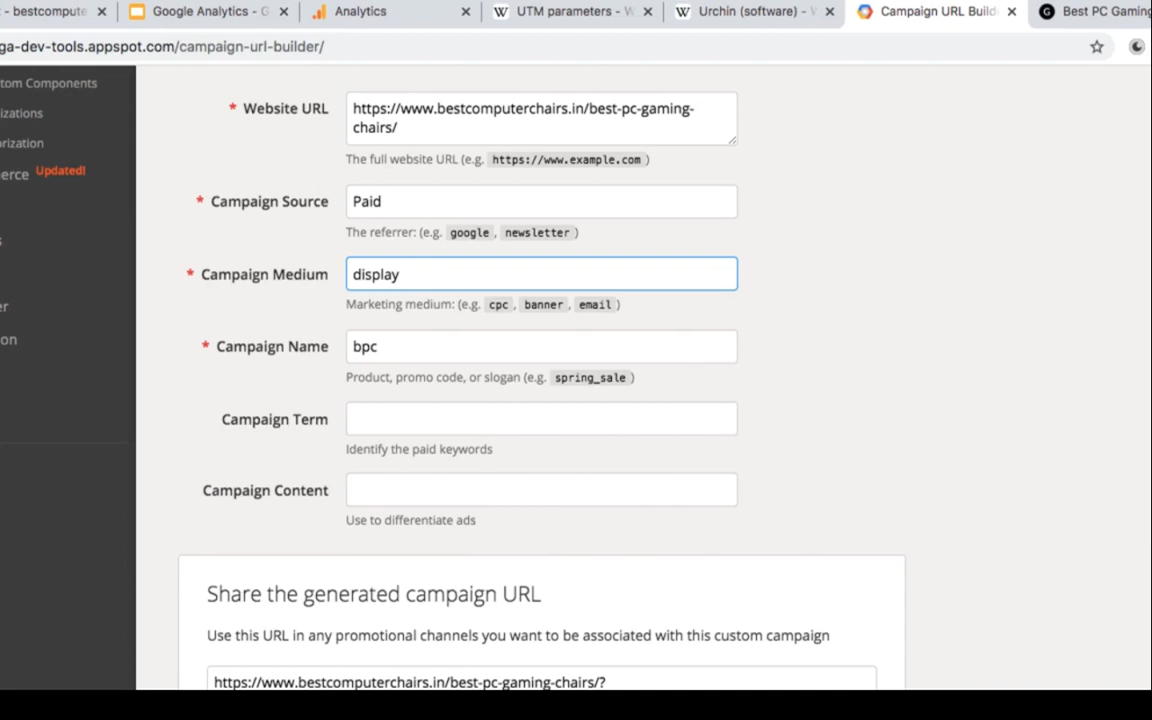 t - bestcompute
Google Analytics - G
Analytics
UTM parameters - W
Urchin (software) - W
Campaign URL Build
Best PC Gaming
ga-dev-tools.appspot.com/campaign-url-builder/
tom Components
izations
orization
erce Updated!
s
er
on
* Website URL
https://www.bestcomputerchairs.in/best-pc-gaming-
chairs/
The full website URL (e.g. https://www.example.com )
* Campaign Source
Paid
The referrer: (e.g. google, newsletter )
* Campaign Medium
display
Marketing medium: (e.g. cpc, banner, email )
* Campaign Name
bpc
Product, promo code, or slogan (e.g. spring_sale )
Campaign Term
Identify the paid keywords
Campaign Content
Use to differentiate ads
Share the generated campaign URL
Use this URL in any promotional channels you want to be associated with this custom campaign
https://www.bestcomputerchairs.in/best-pc-gaming-chairs/?